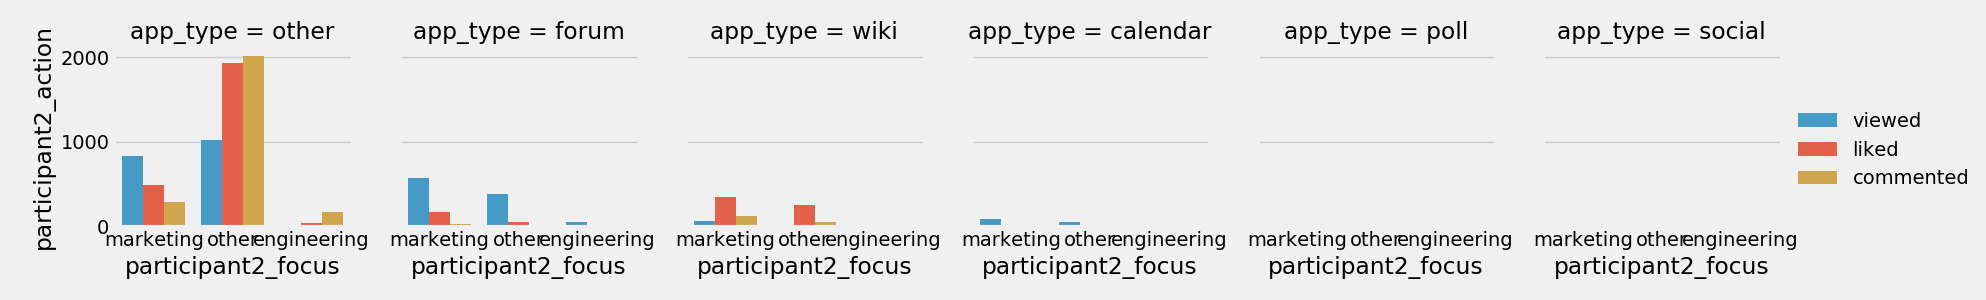 app_type = other
app_type = forum
app_type = wiki
app_type = calendar
app_type = poll
app_type = social
participant2_action
2000
1000
0
marketing other engineering
marketing other engineering
marketing other engineering
marketing other engineering
marketing other engineering
marketing other engineering
participant2_focus
participant2_focus
participant2_focus
participant2_focus
participant2_focus
participant2_focus
viewed
liked
commented